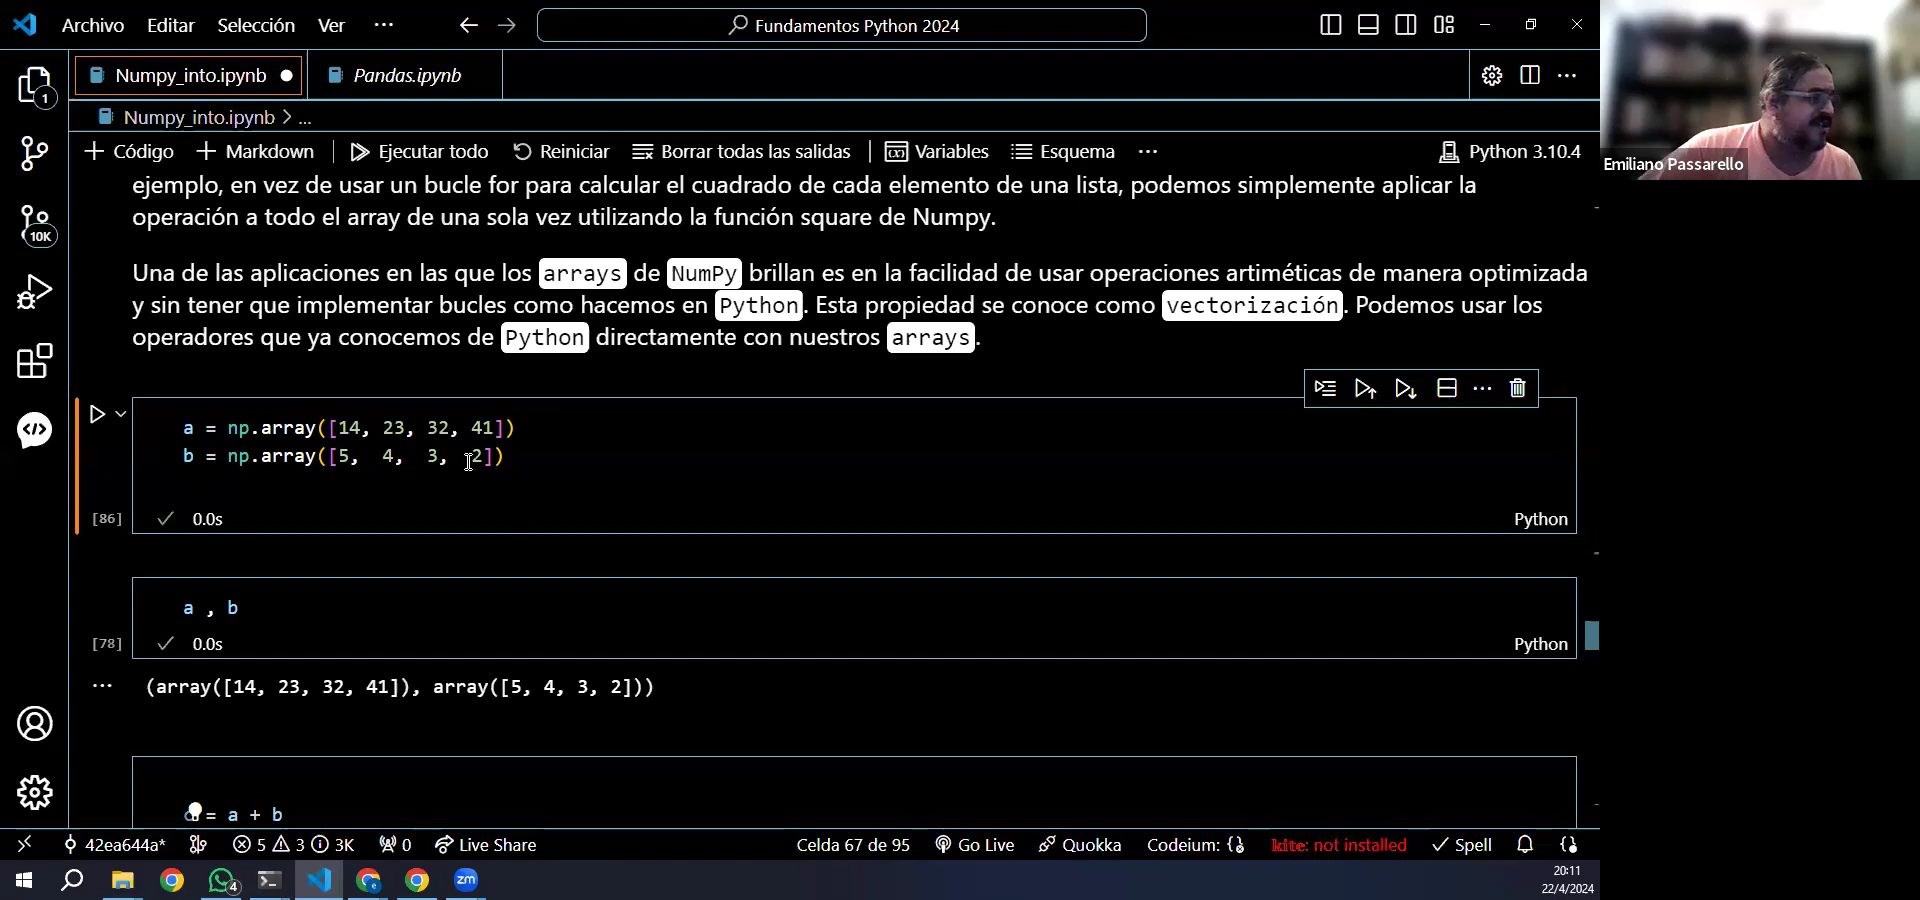 Archivo Editar Selección Ver ··· Fundamentos Python 2024
Numpy_into.ipynb Pandas.ipynb
1
Numpy_into.ipynb > ...
+ Código + Markdown Ejecutar todo Reiniciar Borrar todas las salidas Variables Esquema ··· Python 3.10.4
Emiliano Passarello
ejemplo, en vez de usar un bucle for para calcular el cuadrado de cada elemento de una lista, podemos simplemente aplicar la
operación a todo el array de una sola vez utilizando la función square de Numpy.
10K
Una de las aplicaciones en las que los arrays de NumPy brillan es en la facilidad de usar operaciones artiméticas de manera optimizada
y sin tener que implementar bucles como hacemos en Python. Esta propiedad se conoce como vectorización. Podemos usar los
operadores que ya conocemos de Python directamente con nuestros arrays.
a = np.array([14, 23, 32, 41])
b = np.array([5, 4, 3, 2])
[86] 0.0s Python
a , b
[78] 0.0s Python
··· (array([14, 23, 32, 41]), array([5, 4, 3, 2]))
= a + b
42ea644a* 5 3 3K 0 Live Share Celda 67 de 95 Go Live Quokka Codeium: {} kite: not installed Spell
4 zm 20:11
22/4/2024